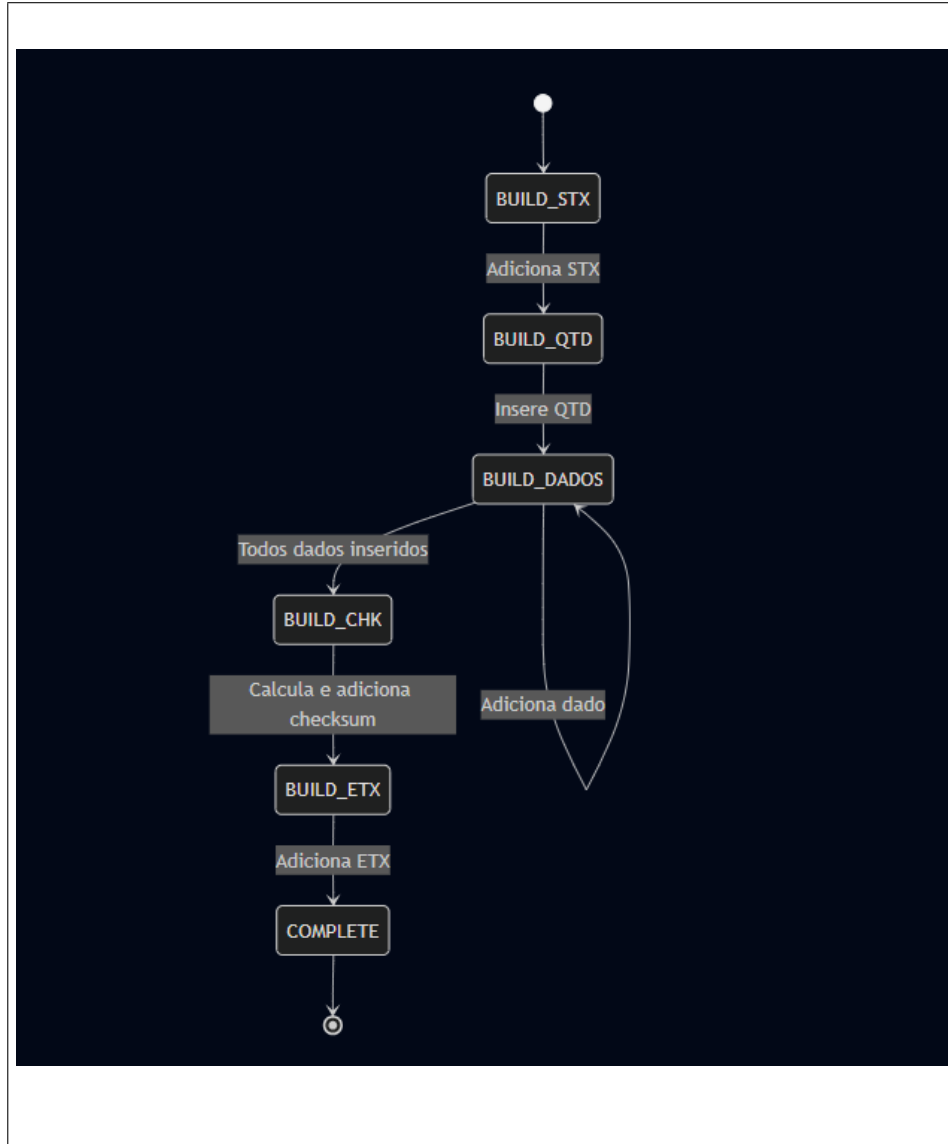 BUILD_STX
Adiciona STX
BUILD_QTD
Insere QTD
BUILD_DADOS
Todos dados inseridos
BUILD_CHK
Calcula e adiciona
checksum
Adiciona dado
BUILD_ETX
Adiciona ETX
COMPLETE